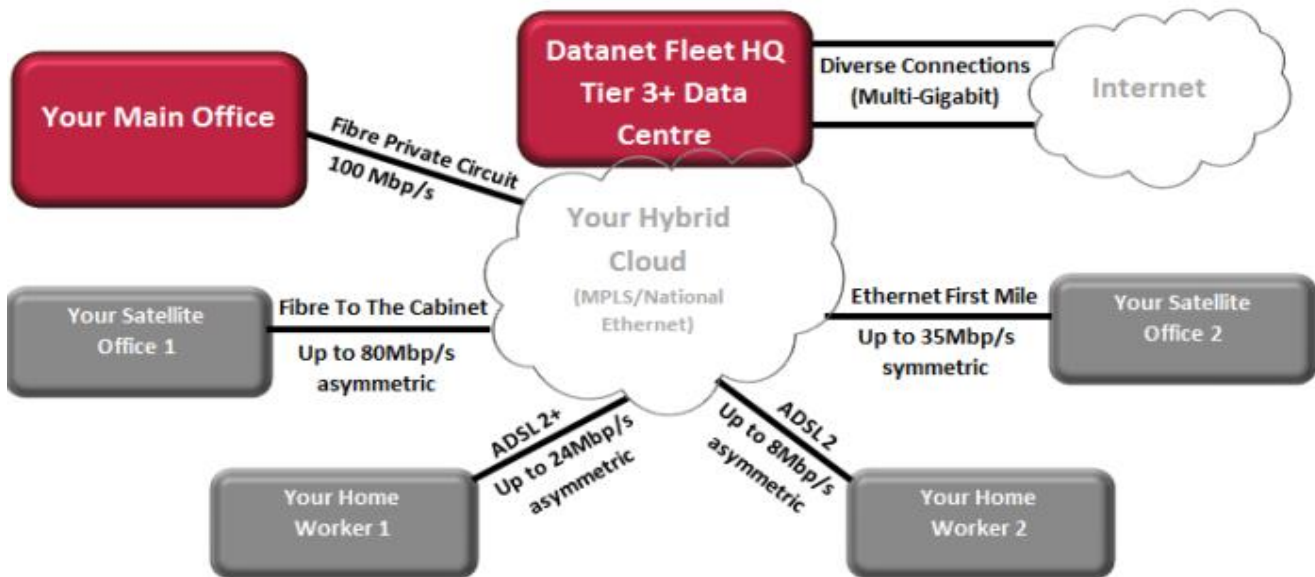 Datanet Fleet HQ
Tier 3+ Data
Centre
Diverse Connections
(Multi-Gigabit)
Internet
Your Main Office
Fibre Private Circuit
100 Mbp/s
Your Hybrid
Cloud
(MPLS/National
Ethernet)
Your Satellite
Office 1
Fibre To The Cabinet
Up to 80Mbp/s
asymmetric
Ethernet First Mile
Up to 35Mbp/s
symmetric
Your Satellite
Office 2
ADSL 2+
Up to 24Mbp/s
asymmetric
ADSL 2
Up to 8Mbp/s
asymmetric
Your Home
Worker 1
Your Home
Worker 2